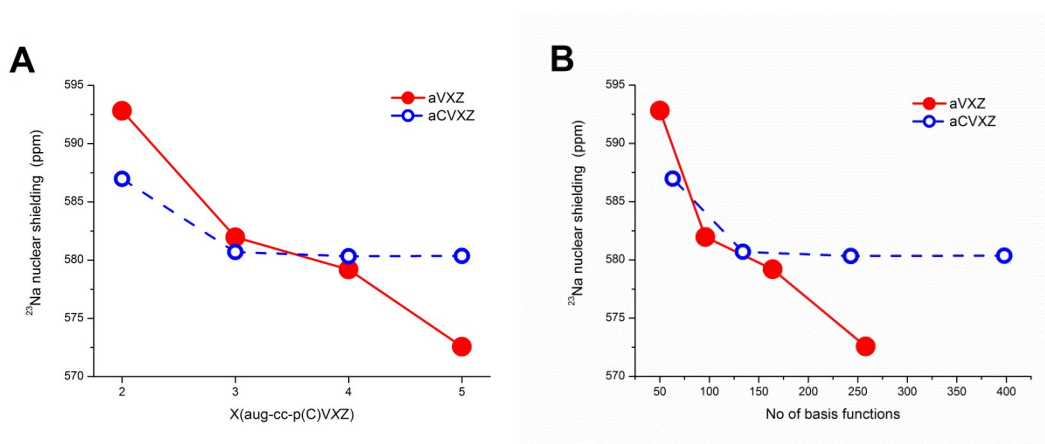 A
595
590
585
580
575
570
²³Na nuclear shielding (ppm)
aVXZ
aCVXZ
2
3
4
5
X(aug-cc-p(C)VXZ)
B
595
590
585
580
575
570
²³Na nuclear shielding (ppm)
aVXZ
aCVXZ
50
100
150
200
250
300
350
400
No of basis functions